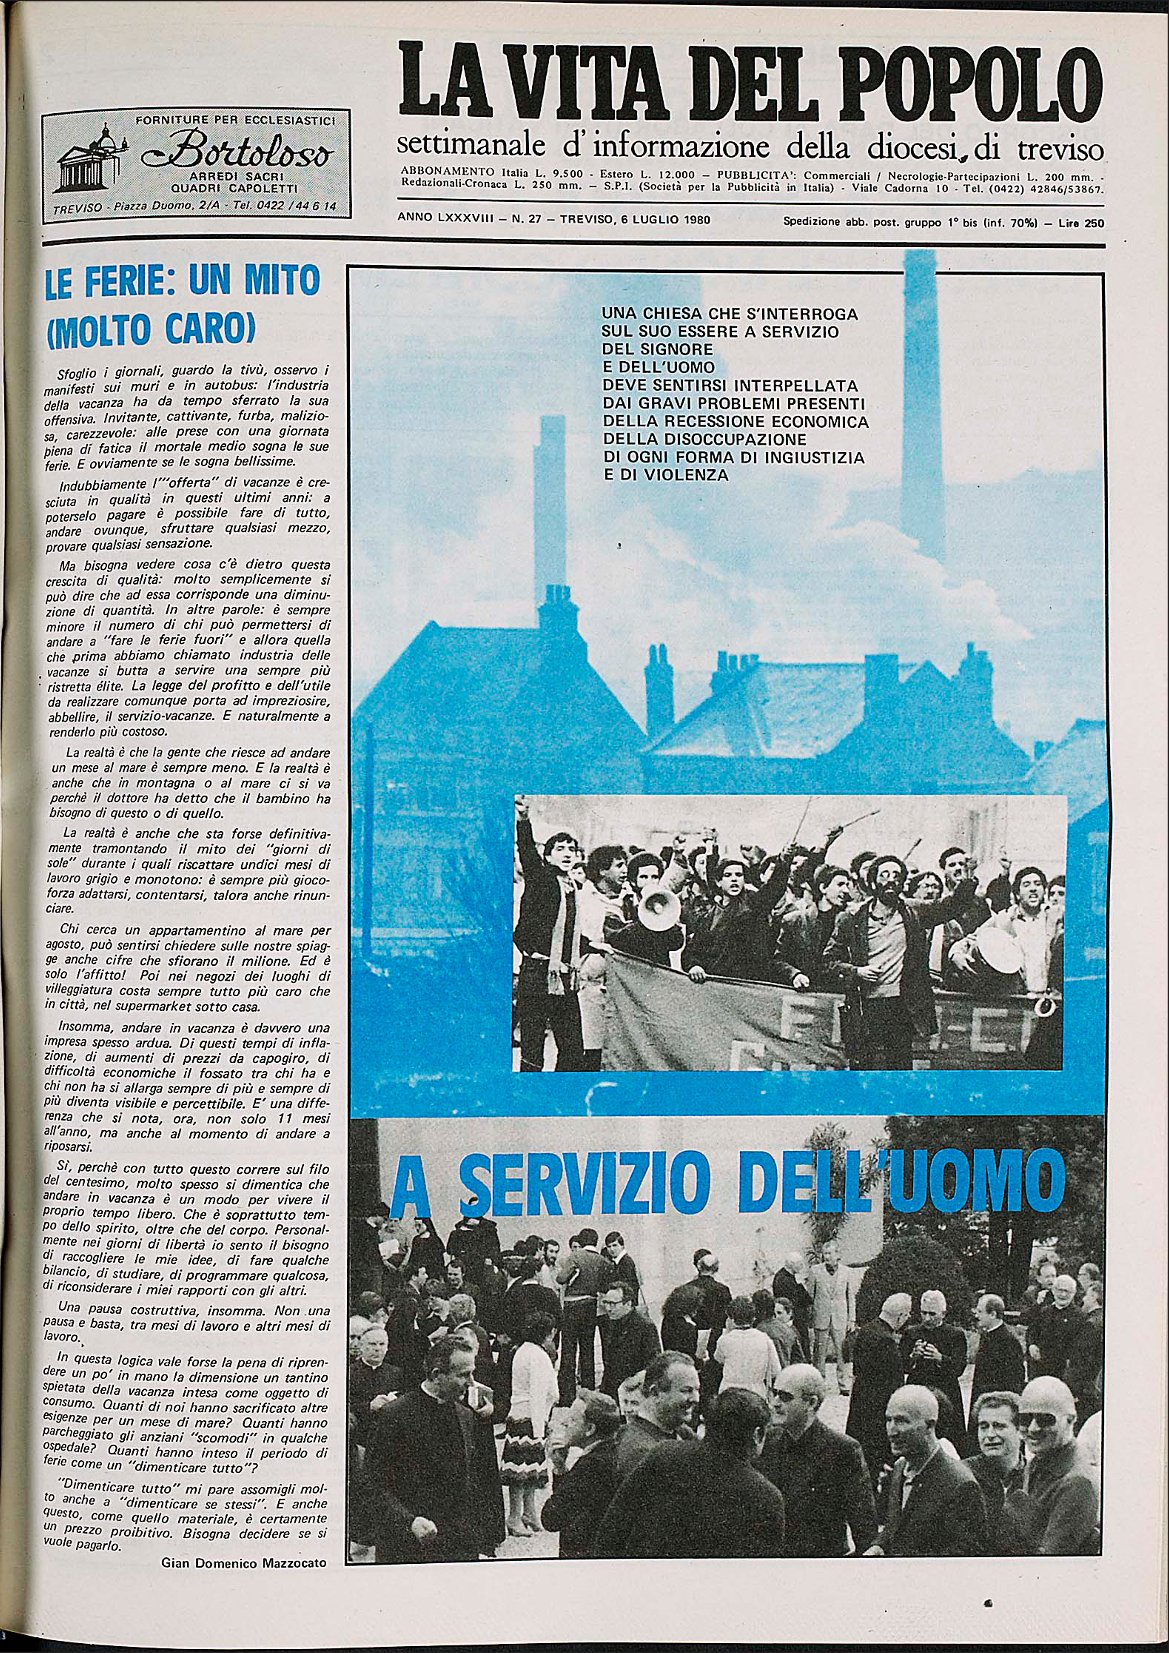 FORNITURE PER ECCLESIASTICI
Bortoloso
ARREDI SACRI
QUADRI CAPOLETTI
TREVISO - Piazza Duomo, 2/A - Tel. 0422 / 44 6 14
LA VITA DEL POPOLO
settimanale d'informazione della diocesi di treviso
ABBONAMENTO Italia L. 9.500 - Estero L. 12.000 — PUBBLICITA': Commerciali / Necrologie-Partecipazioni L. 200 mm. -
Redazionali-Cronaca L. 250 mm. — S.P.I. (Società per la Pubblicità in Italia) - Viale Cadorna 10 - Tel. (0422) 42846/53867.
ANNO LXXXVIII — N. 27 — TREVISO, 6 LUGLIO 1980
Spedizione abb. post. gruppo 1° bis (inf. 70%) — Lire 250
LE FERIE: UN MITO
(MOLTO CARO)
Sfoglio i giornali, guardo la tivù, osservo i
manifesti sui muri e in autobus: l'industria
della vacanza ha da tempo sferrato la sua
offensiva. Invitante, cattivante, furba, malizio-
sa, carezzevole: alle prese con una giornata
piena di fatica il mortale medio sogna le sue
ferie. E ovviamente se le sogna bellissime.
Indubbiamente l'"offerta" di vacanze è cre-
sciuta in qualità in questi ultimi anni: a
poterselo pagare è possibile fare di tutto,
andare ovunque, sfruttare qualsiasi mezzo,
provare qualsiasi sensazione.
Ma bisogna vedere cosa c'è dietro questa
crescita di qualità: molto semplicemente si
può dire che ad essa corrisponde una diminu-
zione di quantità. In altre parole: è sempre
minore il numero di chi può permettersi di
andare a "fare le ferie fuori" e allora quella
che prima abbiamo chiamato industria delle
vacanze si butta a servire una sempre più
ristretta élite. La legge del profitto e dell'utile
da realizzare comunque porta ad impreziosire,
abbellire, il servizio-vacanze. E naturalmente a
renderlo più costoso.
La realtà è che la gente che riesce ad andare
un mese al mare è sempre meno. E la realtà è
anche che in montagna o al mare ci si va
perchè il dottore ha detto che il bambino ha
bisogno di questo o di quello.
La realtà è anche che sta forse definitiva-
mente tramontando il mito dei "giorni di
sole" durante i quali riscattare undici mesi di
lavoro grigio e monotono: è sempre più gioco-
forza adattarsi, contentarsi, talora anche rinun-
ciare.
Chi cerca un appartamentino al mare per
agosto, può sentirsi chiedere sulle nostre spiag-
ge anche cifre che sfiorano il milione. Ed è
solo l'affitto! Poi nei negozi dei luoghi di
villeggiatura costa sempre tutto più caro che
in città, nel supermarket sotto casa.
Insomma, andare in vacanza è davvero una
impresa spesso ardua. Di questi tempi di infla-
zione, di aumenti di prezzi da capogiro, di
difficoltà economiche il fossato tra chi ha e
chi non ha si allarga sempre di più e sempre di
più diventa visibile e percettibile. E' una diffe-
renza che si nota, ora, non solo 11 mesi
all'anno, ma anche al momento di andare a
riposarsi.
Sì, perchè con tutto questo correre sul filo
del centesimo, molto spesso si dimentica che
andare in vacanza è un modo per vivere il
proprio tempo libero. Che è soprattutto tem-
po dello spirito, oltre che del corpo. Personal-
mente nei giorni di libertà io sento il bisogno
di raccogliere le mie idee, di fare qualche
bilancio, di studiare, di programmare qualcosa,
di riconsiderare i miei rapporti con gli altri.
Una pausa costruttiva, insomma. Non una
pausa e basta, tra mesi di lavoro e altri mesi di
lavoro.
In questa logica vale forse la pena di ripren-
dere un po' in mano la dimensione un tantino
spietata della vacanza intesa come oggetto di
consumo. Quanti di noi hanno sacrificato altre
esigenze per un mese di mare? Quanti hanno
parcheggiato gli anziani "scomodi" in qualche
ospedale? Quanti hanno inteso il periodo di
ferie come un "dimenticare tutto"?
"Dimenticare tutto" mi pare assomigli mol-
to anche a "dimenticare se stessi". E anche
questo, come quello materiale, è certamente
un prezzo proibitivo. Bisogna decidere se si
vuole pagarlo.
Gian Domenico Mazzocato
UNA CHIESA CHE S'INTERROGA
SUL SUO ESSERE A SERVIZIO
DEL SIGNORE
E DELL'UOMO
DEVE SENTIRSI INTERPELLATA
DAI GRAVI PROBLEMI PRESENTI
DELLA RECESSIONE ECONOMICA
DELLA DISOCCUPAZIONE
DI OGNI FORMA DI INGIUSTIZIA
E DI VIOLENZA
A SERVIZIO DELL'UOMO